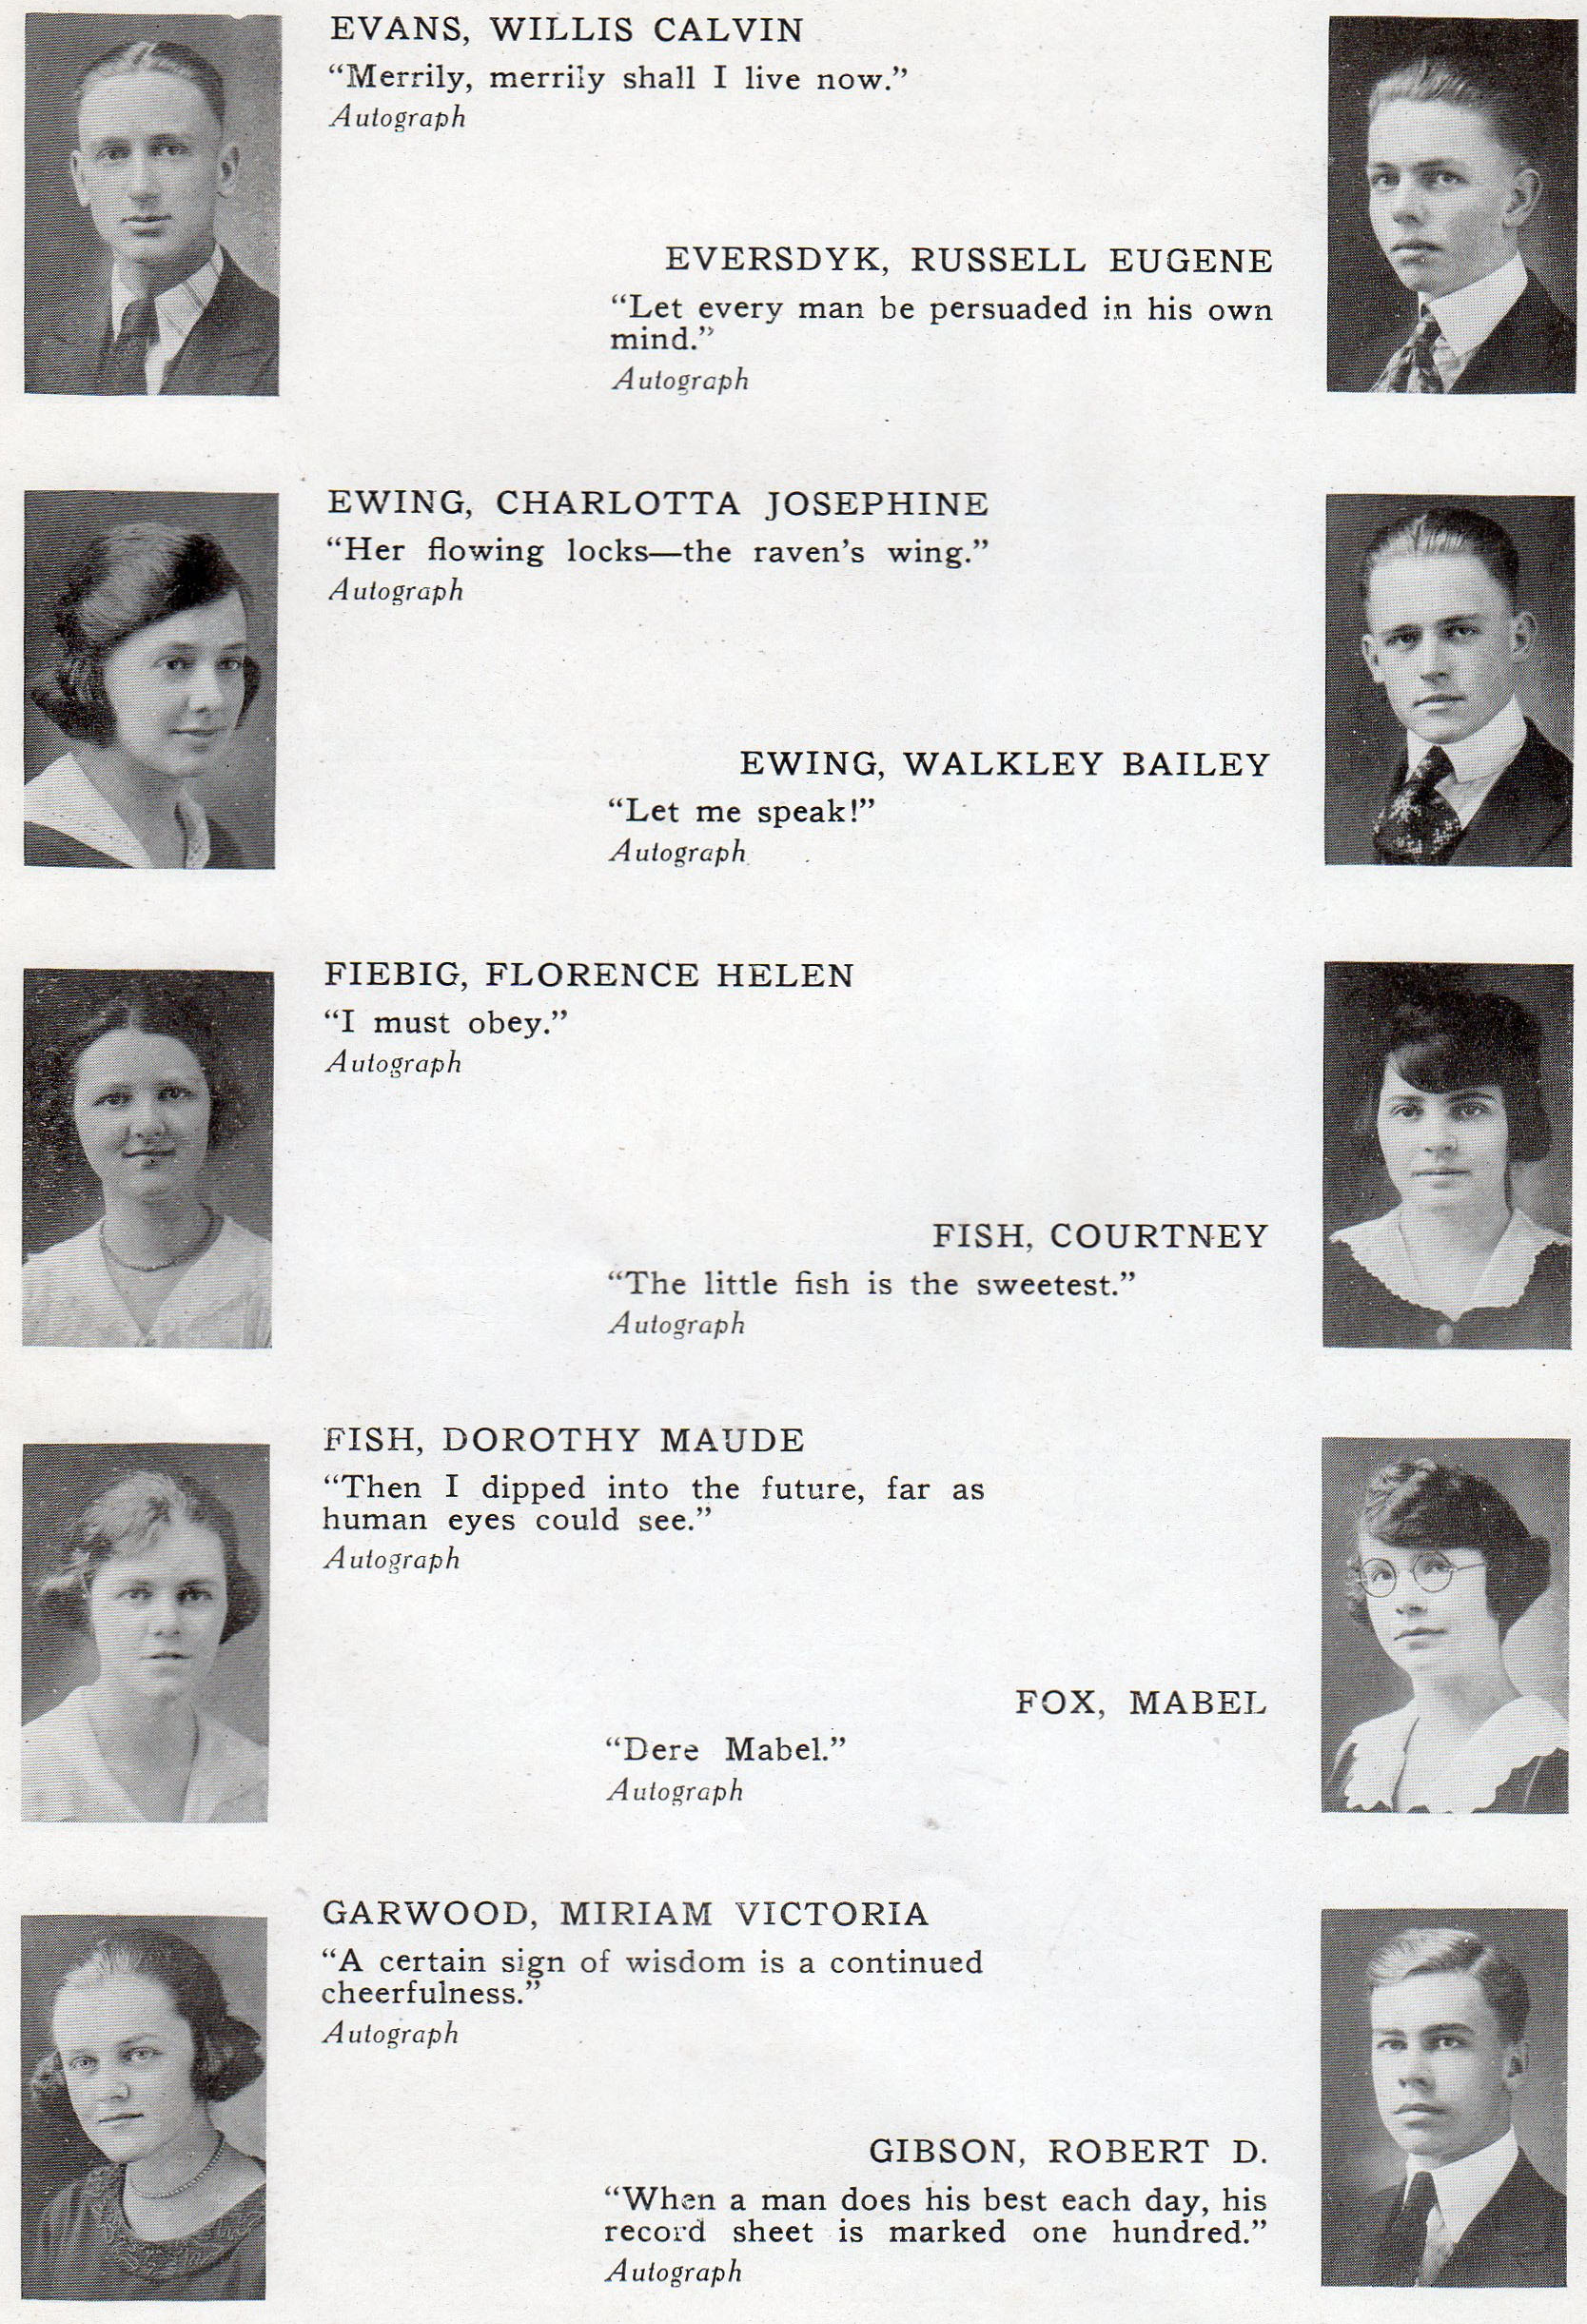 EVANS, WILLIS CALVIN
“Merrily, merrily shall I live now.”
Autograph
EVERSDYK, RUSSELL EUGENE
“Let every man be persuaded in his own
mind.”
Autograph
EWING, CHARLOTTA JOSEPHINE
“Her flowing locks—the raven’s wing.”
Autograph
EWING, WALKLEY BAILEY
“Let me speak!”
Autograph
FIEBIG, FLORENCE HELEN
“I must obey.”
Autograph
FISH, COURTNEY
“The little fish is the sweetest.”
Autograph
FISH, DOROTHY MAUDE
“Then I dipped into the future, far as
human eyes could see.”
Autograph
FOX, MABEL
“Dere Mabel.”
Autograph
GARWOOD, MIRIAM VICTORIA
“A certain sign of wisdom is a continued
cheerfulness.”
Autograph
GIBSON, ROBERT D.
“When a man does his best each day, his
record sheet is marked one hundred.”
Autograph